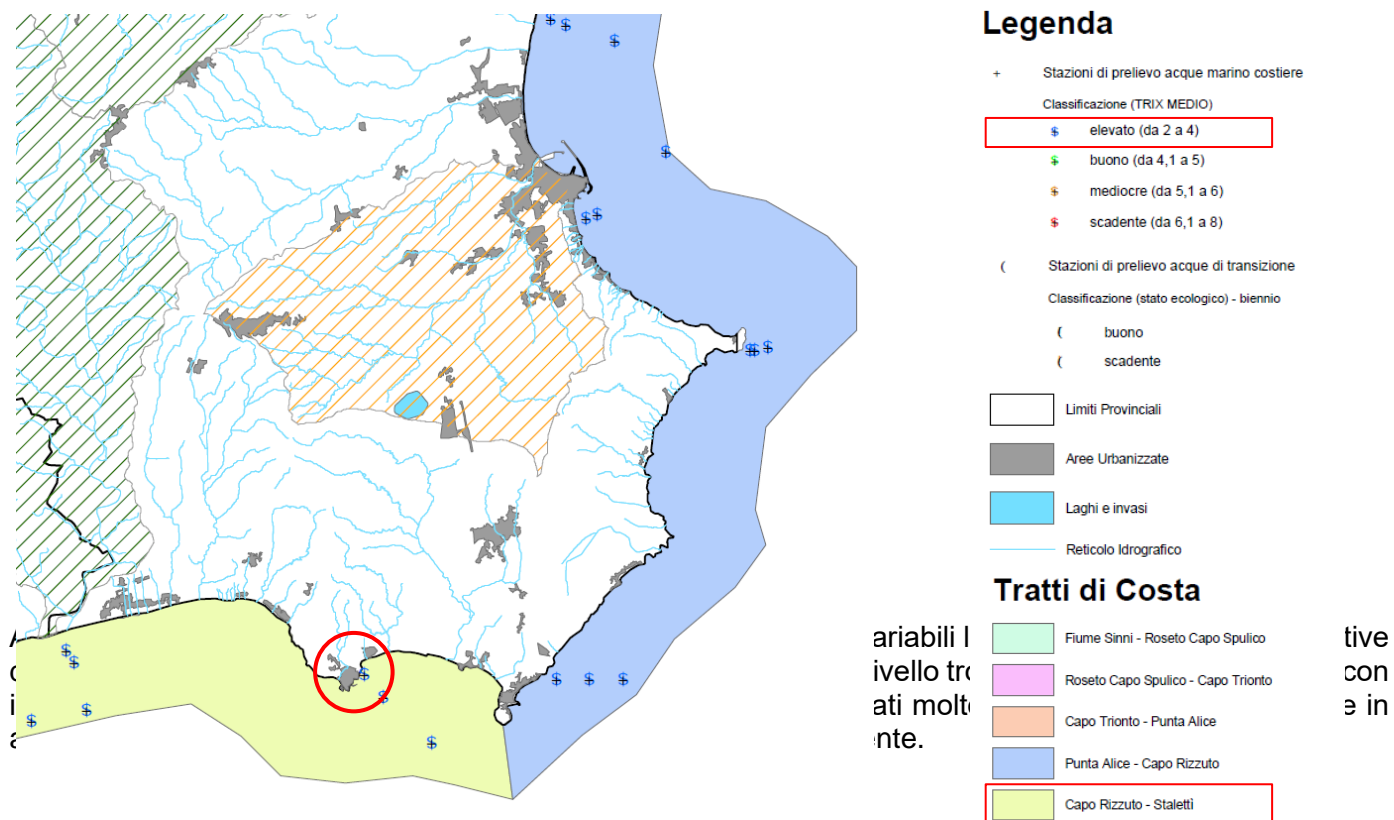 Legenda
+ Stazioni di prelievo acque marino costiere
Classificazione (TRIX MEDIO)
$ elevato (da 2 a 4)
$ buono (da 4,1 a 5)
$ mediocre (da 5,1 a 6)
$ scadente (da 6,1 a 8)
( Stazioni di prelievo acque di transizione
Classificazione (stato ecologico) - biennio
( buono
( scadente
Limiti Provinciali
Aree Urbanizzate
Laghi e invasi
Reticolo Idrografico
Tratti di Costa
Fiume Sinni - Roseto Capo Spulico
Roseto Capo Spulico - Capo Trionto
Capo Trionto - Punta Alice
Punta Alice - Capo Rizzuto
Capo Rizzuto - Stalettì
ariabili tive
ivello con
ati e in
nte.